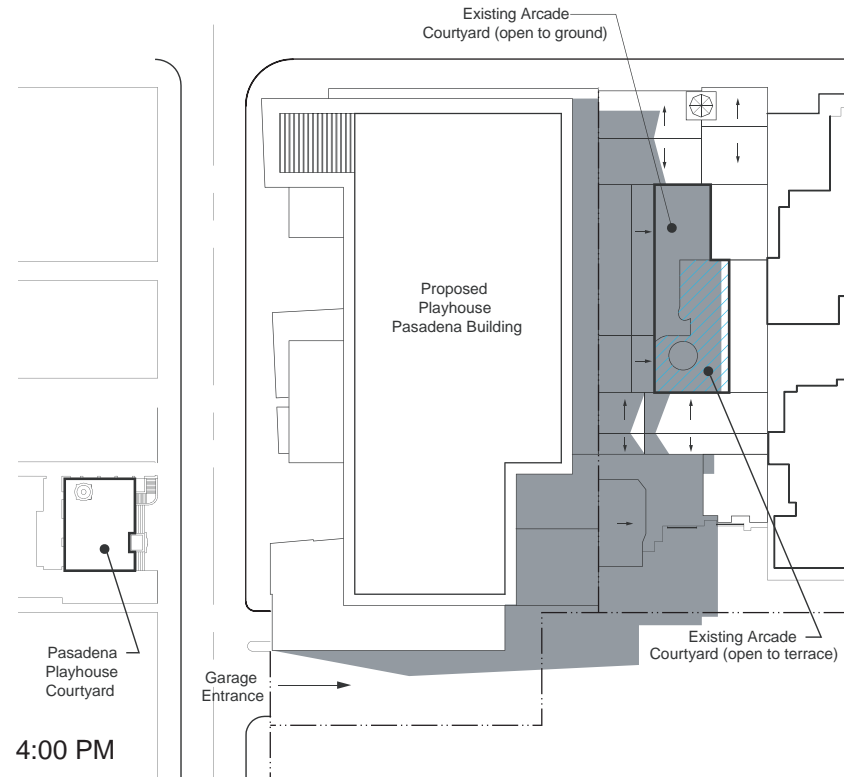 Existing Arcade
Courtyard (open to ground)
Proposed
Playhouse
Pasadena Building
Pasadena
Playhouse
Courtyard
Garage
Entrance
Existing Arcade
Courtyard (open to terrace)
4:00 PM